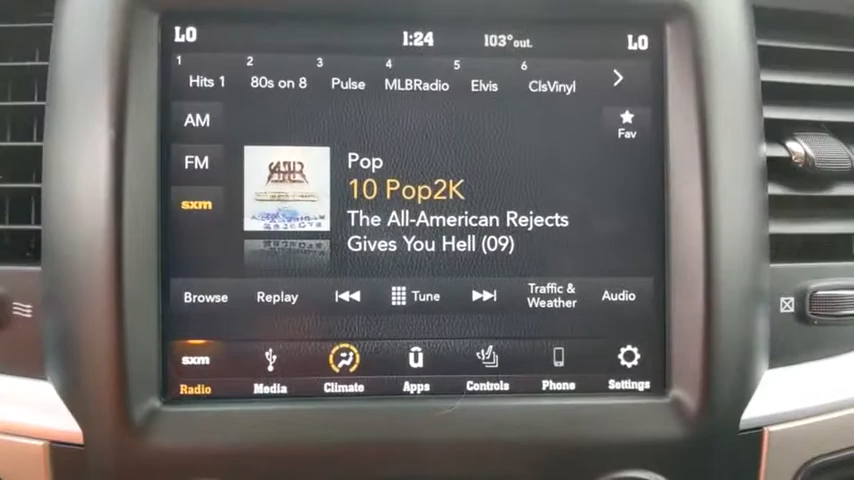 LO 1:24 103° out. LO
1 2 3 4 5 6
Hits 1 80s on 8 Pulse MLBRadio Elvis ClsVinyl
AM
Fav
FM
Pop
sxm
10 Pop2K
The All-American Rejects
Gives You Hell (09)
Browse Replay Tune Traffic & Weather Audio
sxm
Radio Media Climate Apps Controls Phone Settings